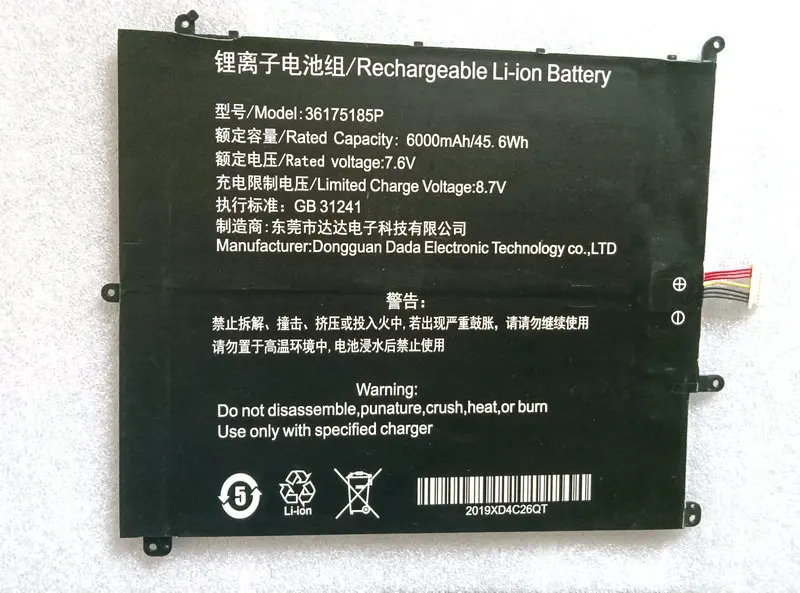 锂离子电池组/Rechargeable Li-ion Battery
型号/Model:36175185P
额定容量/Rated Capacity: 6000mAh/45.6Wh
额定电压/Rated voltage:7.6V
充电限制电压/Limited Charge Voltage:8.7V
执行标准: GB 31241
制造商:东莞市达达电子科技有限公司
Manufacturer:Dongguan Dada Electronic Technology co.,LTD
⊕
⊖
警告:
禁止拆解、撞击、挤压或投入火中,若出现严重鼓胀，请请勿继续使用
请勿置于高温环境中,电池浸水后禁止使用
Warning:
Do not disassemble,punature,crush,heat,or burn
Use only with specified charger
5
Li-ion
2019XD4C26QT